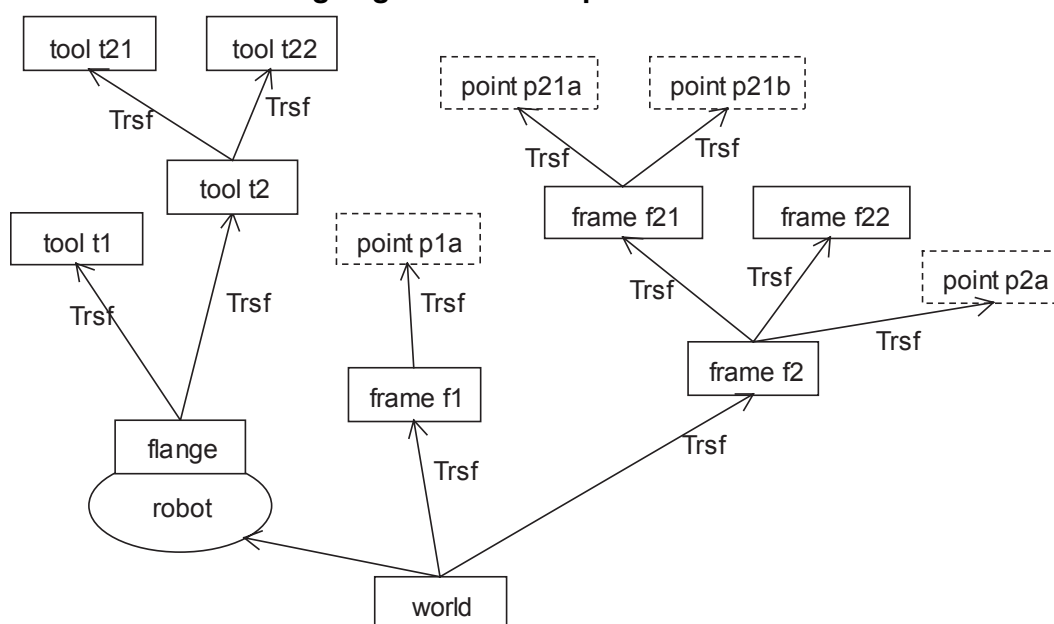 tool t21
tool t22
point p21a
point p21b
Trsf
Trsf
Trsf
Trsf
tool t2
frame f21
frame f22
tool t1
point p1a
point p2a
Trsf
Trsf
Trsf
Trsf
Trsf
Trsf
Trsf
frame f1
frame f2
flange
Trsf
Trsf
robot
world